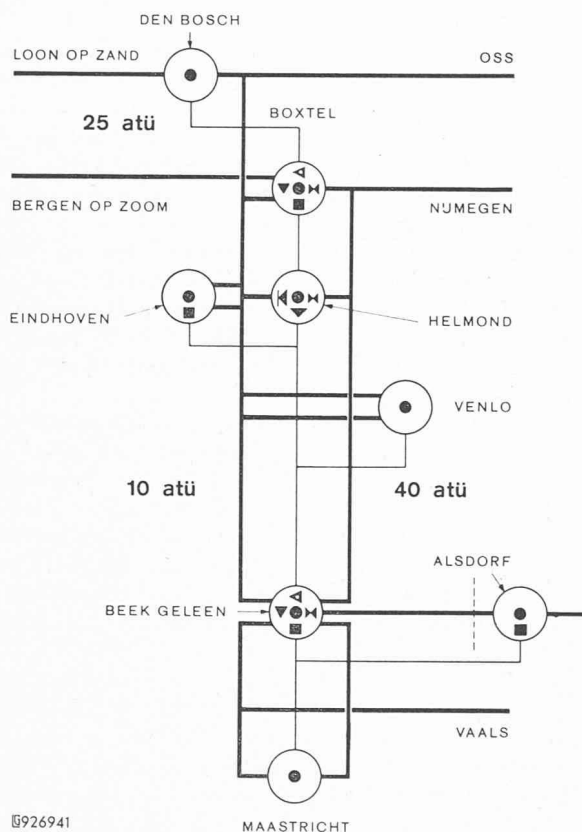 DEN BOSCH
LOON OP ZAND
OSS
25 atü
BOXTEL
BERGEN OP ZOOM
NIJMEGEN
EINDHOVEN
HELMOND
VENLO
10 atü
40 atü
ALSDORF
BEEK GELEEN
VAALS
G926941
MAASTRICHT